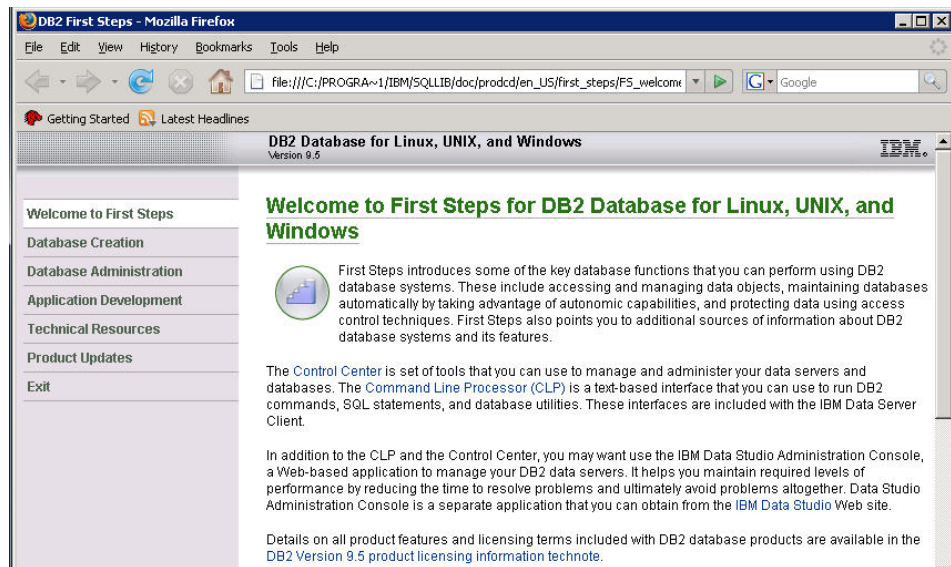 DB2 First Steps - Mozilla Firefox
File Edit View History Bookmarks Tools Help
file:///C:/PROGRA~1/IBM/SQLLIB/doc/prodcd/en_US/first_steps/FS_welcome
G Google
Getting Started Latest Headlines
DB2 Database for Linux, UNIX, and Windows
Version 9.5
IBM.
Welcome to First Steps
Database Creation
Database Administration
Application Development
Technical Resources
Product Updates
Exit
Welcome to First Steps for DB2 Database for Linux, UNIX, and
Windows
First Steps introduces some of the key database functions that you can perform using DB2
database systems. These include accessing and managing data objects, maintaining databases
automatically by taking advantage of autonomic capabilities, and protecting data using access
control techniques. First Steps also points you to additional sources of information about DB2
database systems and its features.
The Control Center is set of tools that you can use to manage and administer your data servers and
databases. The Command Line Processor (CLP) is a text-based interface that you can use to run DB2
commands, SQL statements, and database utilities. These interfaces are included with the IBM Data Server
Client.
In addition to the CLP and the Control Center, you may want use the IBM Data Studio Administration Console,
a Web-based application to manage your DB2 data servers. It helps you maintain required levels of
performance by reducing the time to resolve problems and ultimately avoid problems altogether. Data Studio
Administration Console is a separate application that you can obtain from the IBM Data Studio Web site.
Details on all product features and licensing terms included with DB2 database products are available in the
DB2 Version 9.5 product licensing information technote.